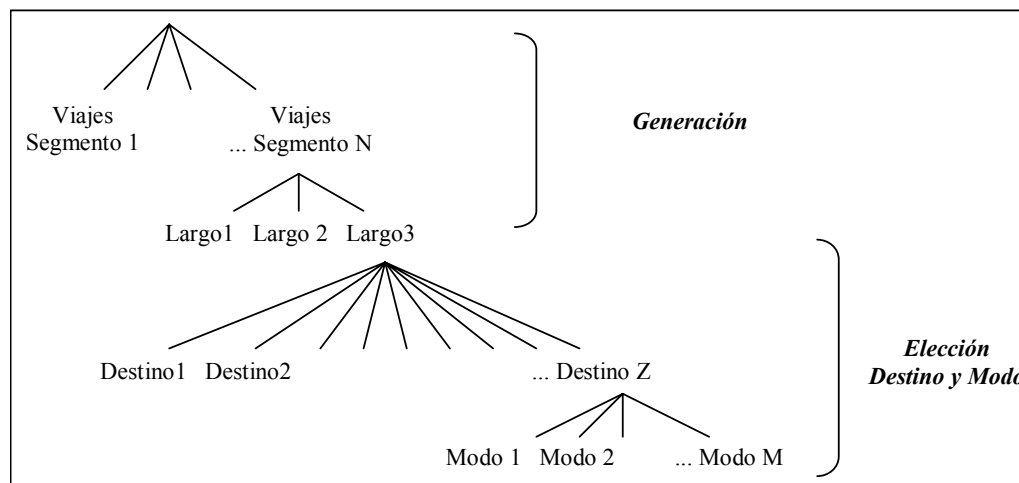 Viajes
Segmento 1
Viajes
... Segmento N
Generación
Largo1 Largo 2 Largo3
Destino1 Destino2 ... Destino Z
Elección
Destino y Modo
Modo 1 Modo 2 ... Modo M